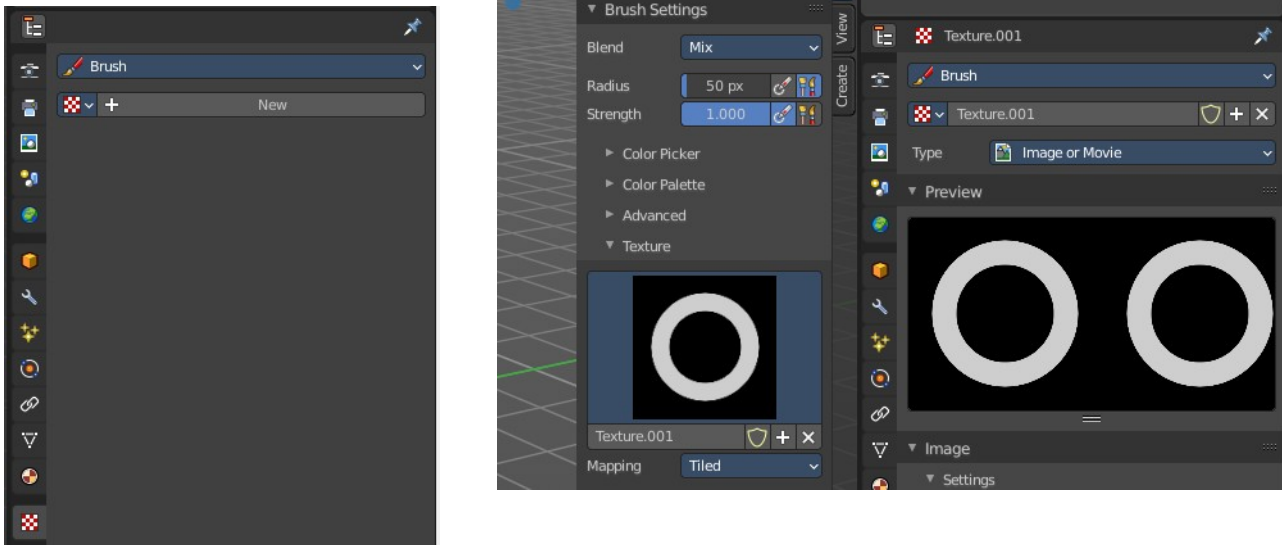 Brush
New
Brush Settings
Blend Mix
Radius 50 px
Strength 1.000
Color Picker
Color Palette
Advanced
Texture
Texture.001
Mapping Tiled
View
Create
Texture.001
Brush
Texture.001
Type Image or Movie
Preview
Image
Settings